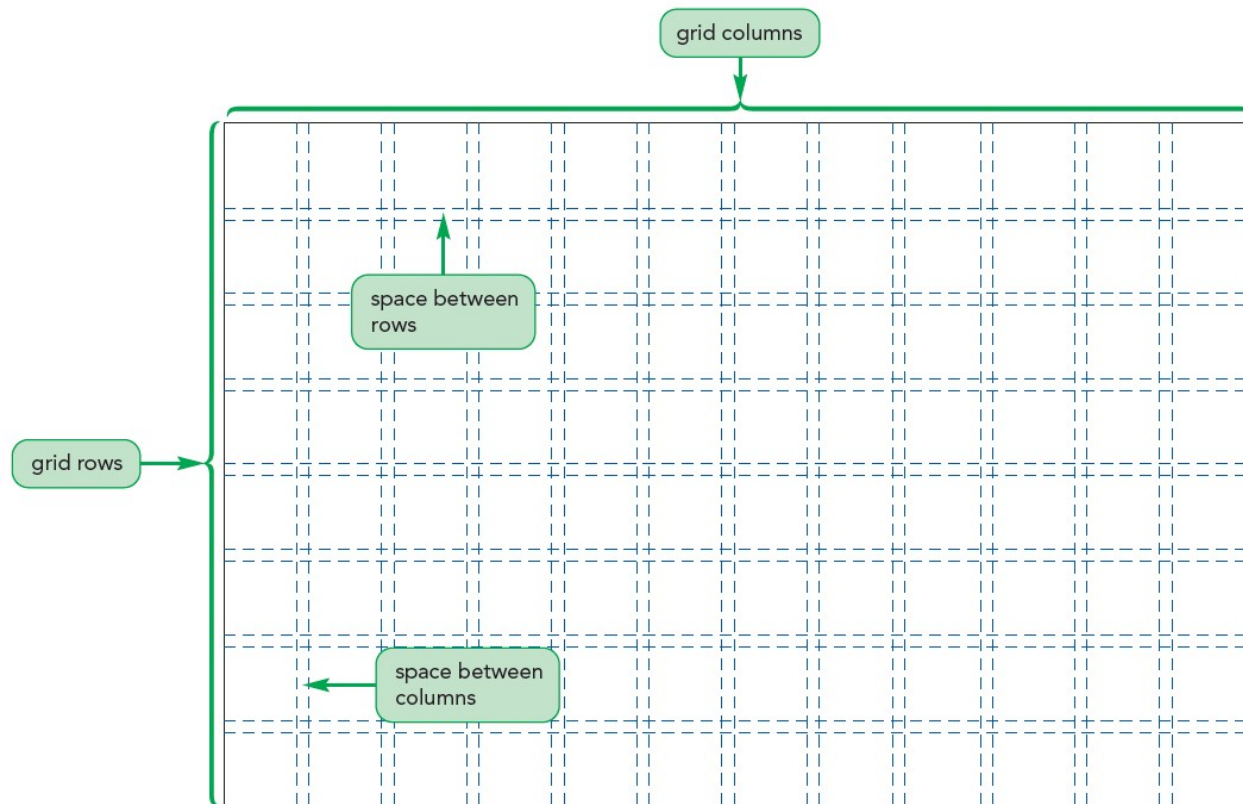 grid columns
space between
rows
grid rows
space between
columns